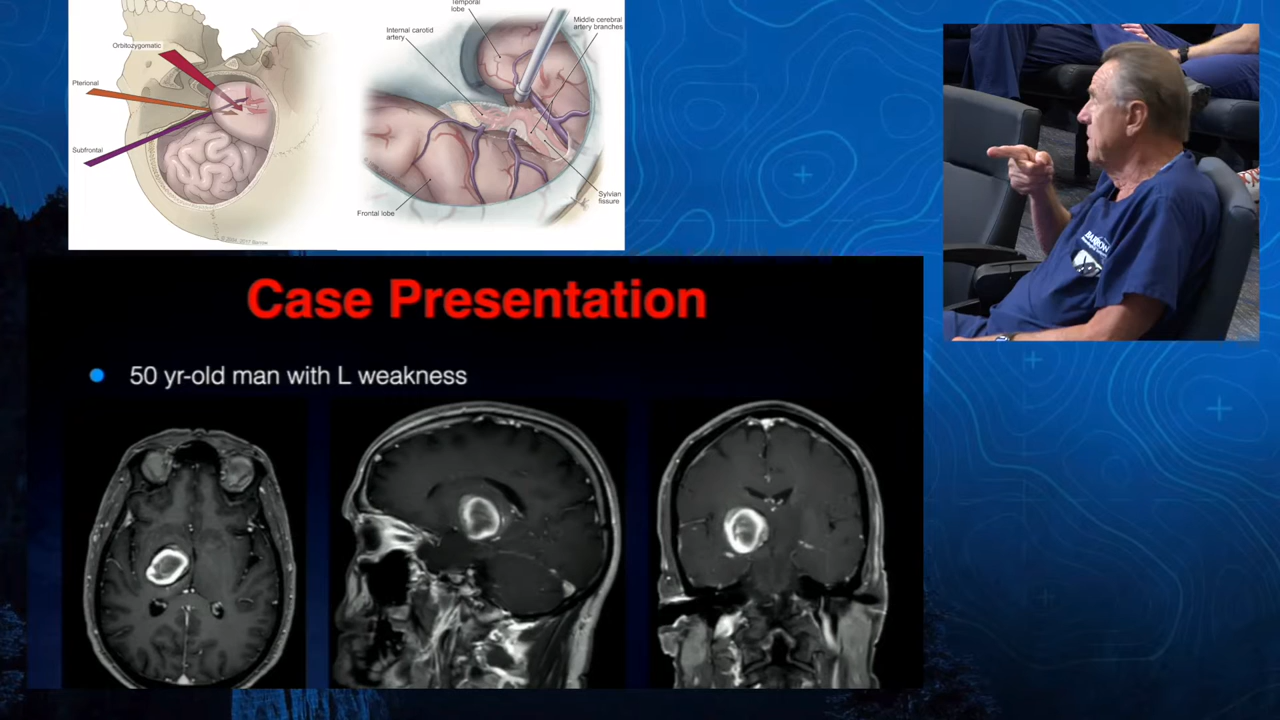 Orbitozygomatic
Pterional
Subfrontal
Temporal
lobe
Internal carotid
artery
Middle cerebral
artery branches
Sylvian
fissure
Frontal lobe
BARROW
Case Presentation
50 yr-old man with L weakness